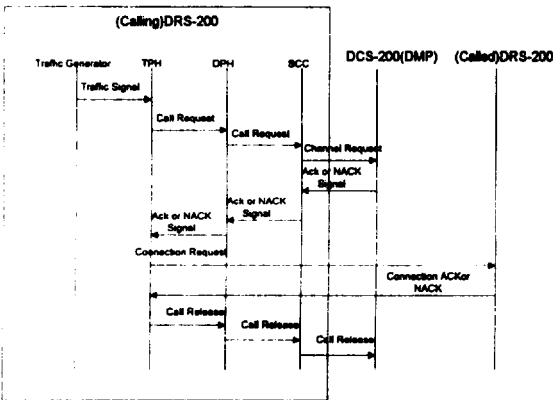 (Calling)DRS-200
DCS-200(DMP) (Called)DRS-200
Traffic Generator TPH DPH SCC
Traffic Signal
Call Request
Call Request
Channel Request
Ack or NACK
Signal
Ack or NACK
Signal
Ack or NACK
Signal
Connection Request
Connection ACKor
NACK
Call Release
Call Release
Call Release